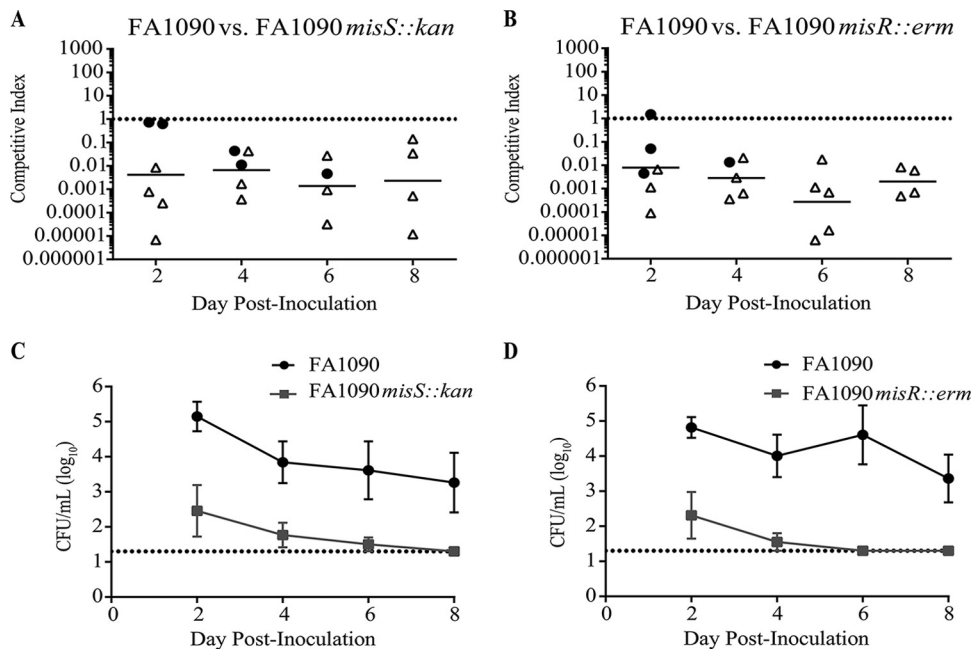 A
FA1090 vs. FA1090 misS::kan
Competitive Index
1000
100
10
1
0.1
0.01
0.001
0.0001
0.00001
0.000001
2 4 6 8
Day Post-Inoculation
B
FA1090 vs. FA1090 misR::erm
Competitive Index
1000
100
10
1
0.1
0.01
0.001
0.0001
0.00001
0.000001
2 4 6 8
Day Post-Inoculation
C
FA1090
FA1090 misS::kan
CFU/mL (log10)
6
5
4
3
2
1
0
0 2 4 6 8
Day Post-Inoculation
D
FA1090
FA1090 misR::erm
CFU/mL (log10)
6
5
4
3
2
1
0
0 2 4 6 8
Day Post-Inoculation